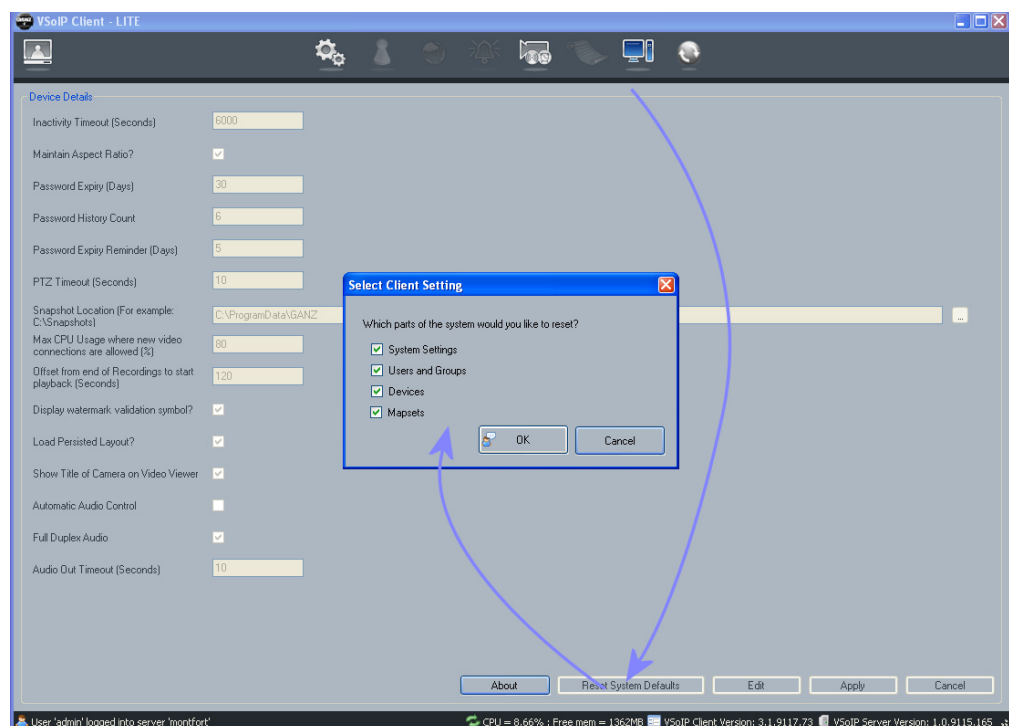 VSoIP Client - LITE
Device Details
Inactivity Timeout (Seconds)
6000
Maintain Aspect Ratio?
Password Expiry (Days)
30
Password History Count
6
Password Expiry Reminder (Days)
5
PTZ Timeout (Seconds)
10
Snapshot Location (For example:
C:\Snapshots)
C:\ProgramData\GANZ
...
Max CPU Usage where new video
connections are allowed (%)
80
Offset from end of Recordings to start
playback (Seconds)
120
Display watermark validation symbol?
Load Persisted Layout?
Show Title of Camera on Video Viewer
Automatic Audio Control
Full Duplex Audio
Audio Out Timeout (Seconds)
10
Select Client Setting
Which parts of the system would you like to reset?
System Settings
Users and Groups
Devices
Mapsets
OK Cancel
About Reset System Defaults Edit Apply Cancel
User 'admin' logged into server 'montfort' CPU = 8.66% ; Free mem = 1362MB VSoIP Client Version: 3.1.9117.73 VSoIP Server Version: 1.0.9115.165